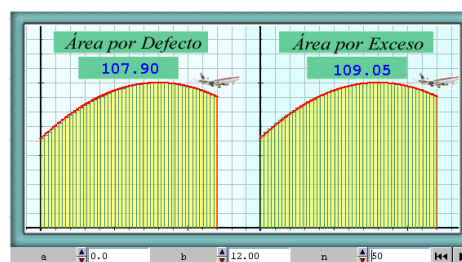 Área por Defecto
107.90
Área por Exceso
109.05
a 0.0 b 12.00 n 50